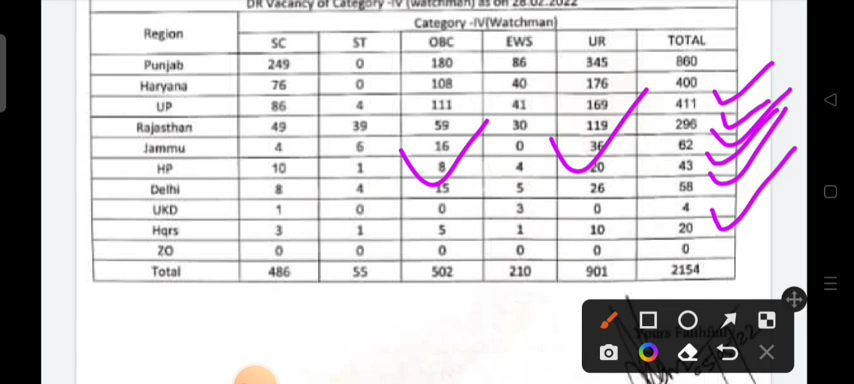 DR Vacancy of Category -IV (watchman) as on 28.02.2022
Region Category -IV(Watchman)
SC ST OBC EWS UR TOTAL
Punjab 249 0 180 86 345 860
Haryana 76 0 108 40 176 400
UP 86 4 111 41 169 411
Rajasthan 49 39 59 30 119 296
Jammu 4 6 16 0 36 62
HP 10 1 8 4 20 43
Delhi 8 4 15 5 26 58
UKD 1 0 0 3 0 4
Hqrs 3 1 5 1 10 20
ZO 0 0 0 0 0 0
Total 486 55 502 210 901 2154
Yours Faithfully